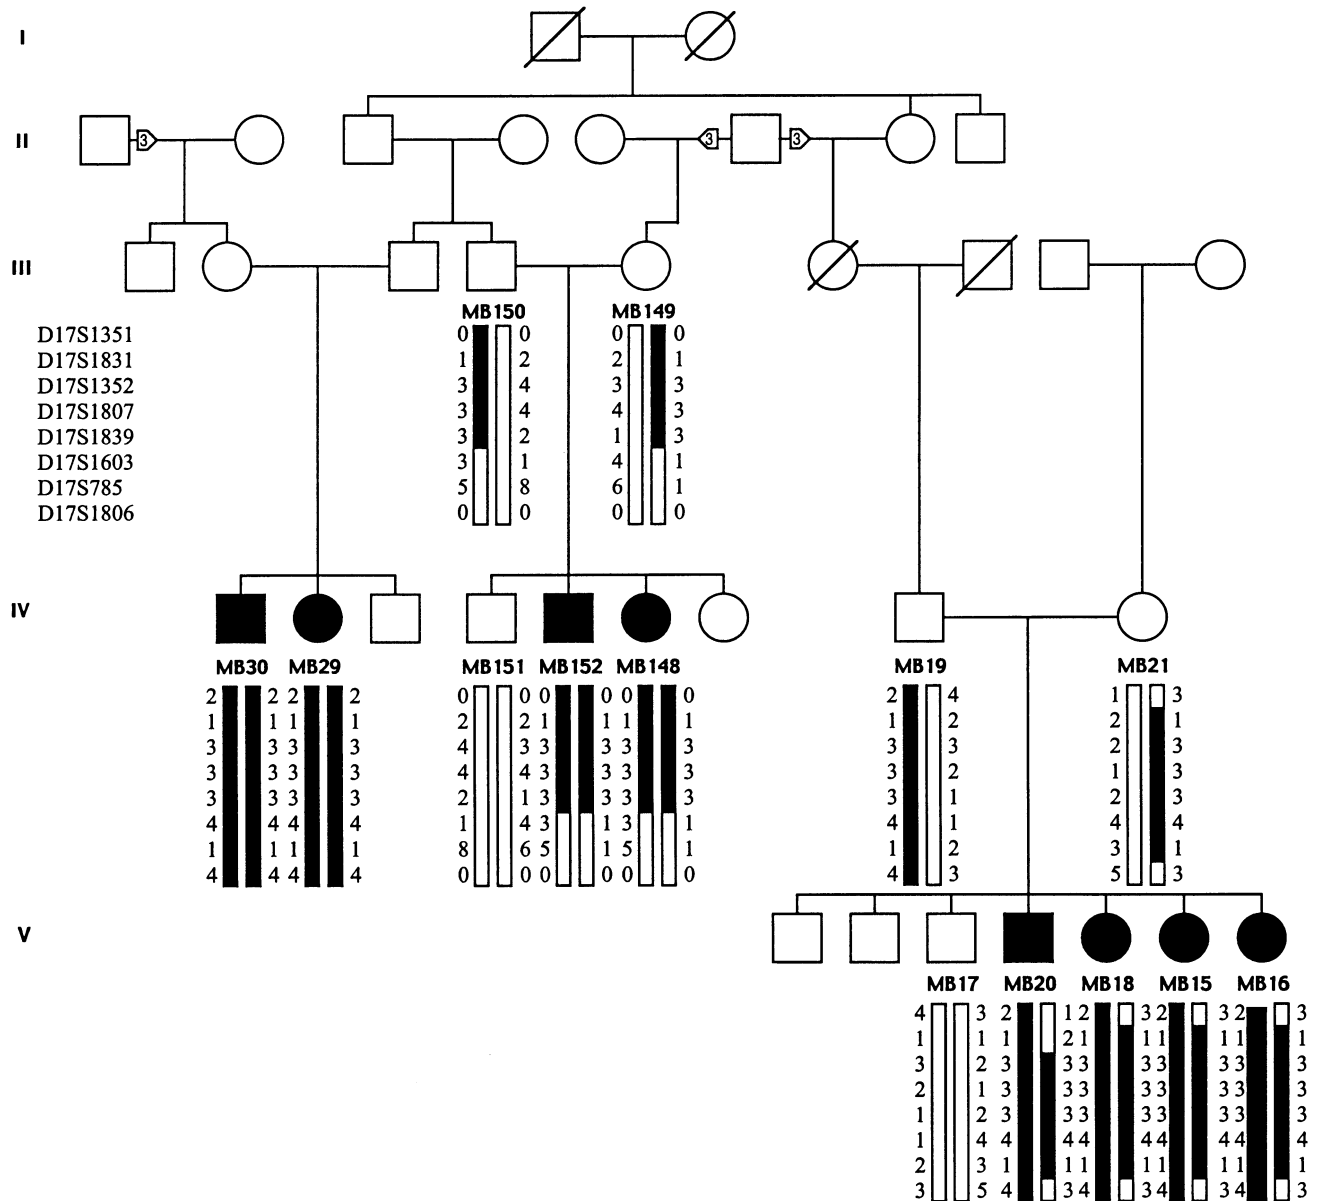 I
II
3 3 3
III
MB150 MB149
D17S1351 0 0 0 0
D17S1831 1 2 2 1
D17S1352 3 4 3 3
D17S1807 3 4 4 3
D17S1839 3 2 1 3
D17S1603 3 1 4 1
D17S785 5 8 6 1
D17S1806 0 0 0 0
IV
MB30 MB29 MB151 MB152 MB148 MB19 MB21
2 2 2 2 0 0 0 0 0 0 2 4 1 3
1 1 1 1 2 2 1 1 1 1 1 2 2 1
3 3 3 3 4 3 3 3 3 3 3 3 2 3
3 3 3 3 4 4 3 3 3 3 3 2 1 3
3 3 3 3 2 1 3 3 3 3 3 1 2 3
4 4 4 4 1 4 3 1 3 1 4 1 4 4
1 1 1 1 8 6 5 1 5 1 1 2 3 1
4 4 4 4 0 0 0 0 0 0 4 3 5 3
V
MB17 MB20 MB18 MB15 MB16
4 3 2 1 2 3 2 3 2 3
1 1 1 2 1 1 1 1 1 1
3 2 3 3 3 3 3 3 3 3
2 1 3 3 3 3 3 3 3 3
1 2 3 3 3 3 3 3 3 3
1 4 4 4 4 4 4 4 4 4
2 3 1 1 1 1 1 1 1 1
3 5 4 3 4 3 4 3 4 3